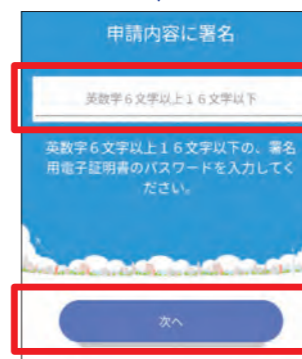 申請内容に署名
英数字6文字以上16文字以下
英数字6文字以上16文字以下の、署名
用電子証明書のパスワードを入力してく
ださい。
次へ